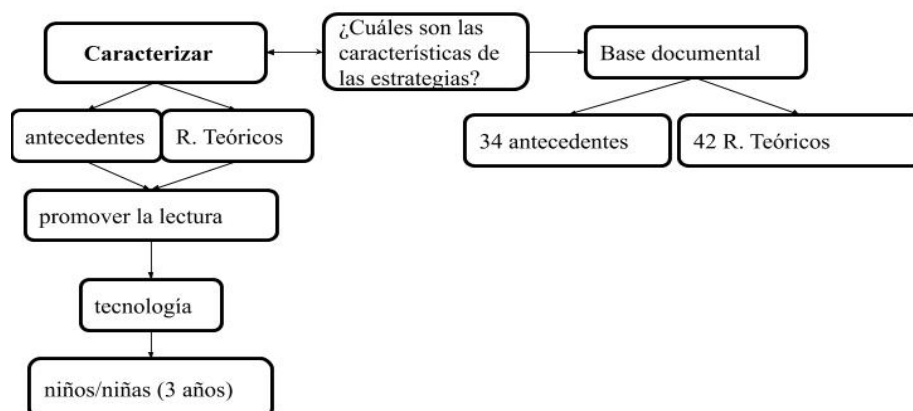 Caracterizar
¿Cuáles son las
características de
las estrategias?
Base documental
antecedentes
R. Teóricos
34 antecedentes
42 R. Teóricos
promover la lectura
tecnología
niños/niñas (3 años)